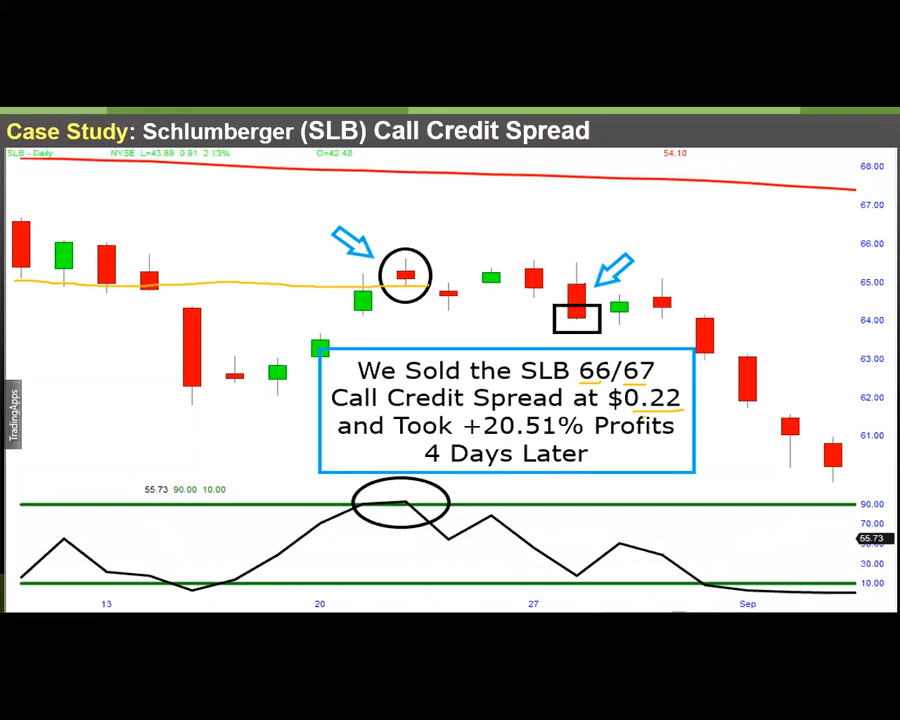 Case Study: Schlumberger (SLB) Call Credit Spread
SLB - Daily NYSE L=43.69 0.91 2.13% O=42.48 54.10
68.00
67.00
66.00
65.00
64.00
63.00
62.00
61.00
We Sold the SLB 66/67
Call Credit Spread at $0.22
and Took +20.51% Profits
4 Days Later
TradingApps
55.73 90.00 10.00
90.00
70.00
55.73
30.00
10.00
13 20 27 Sep